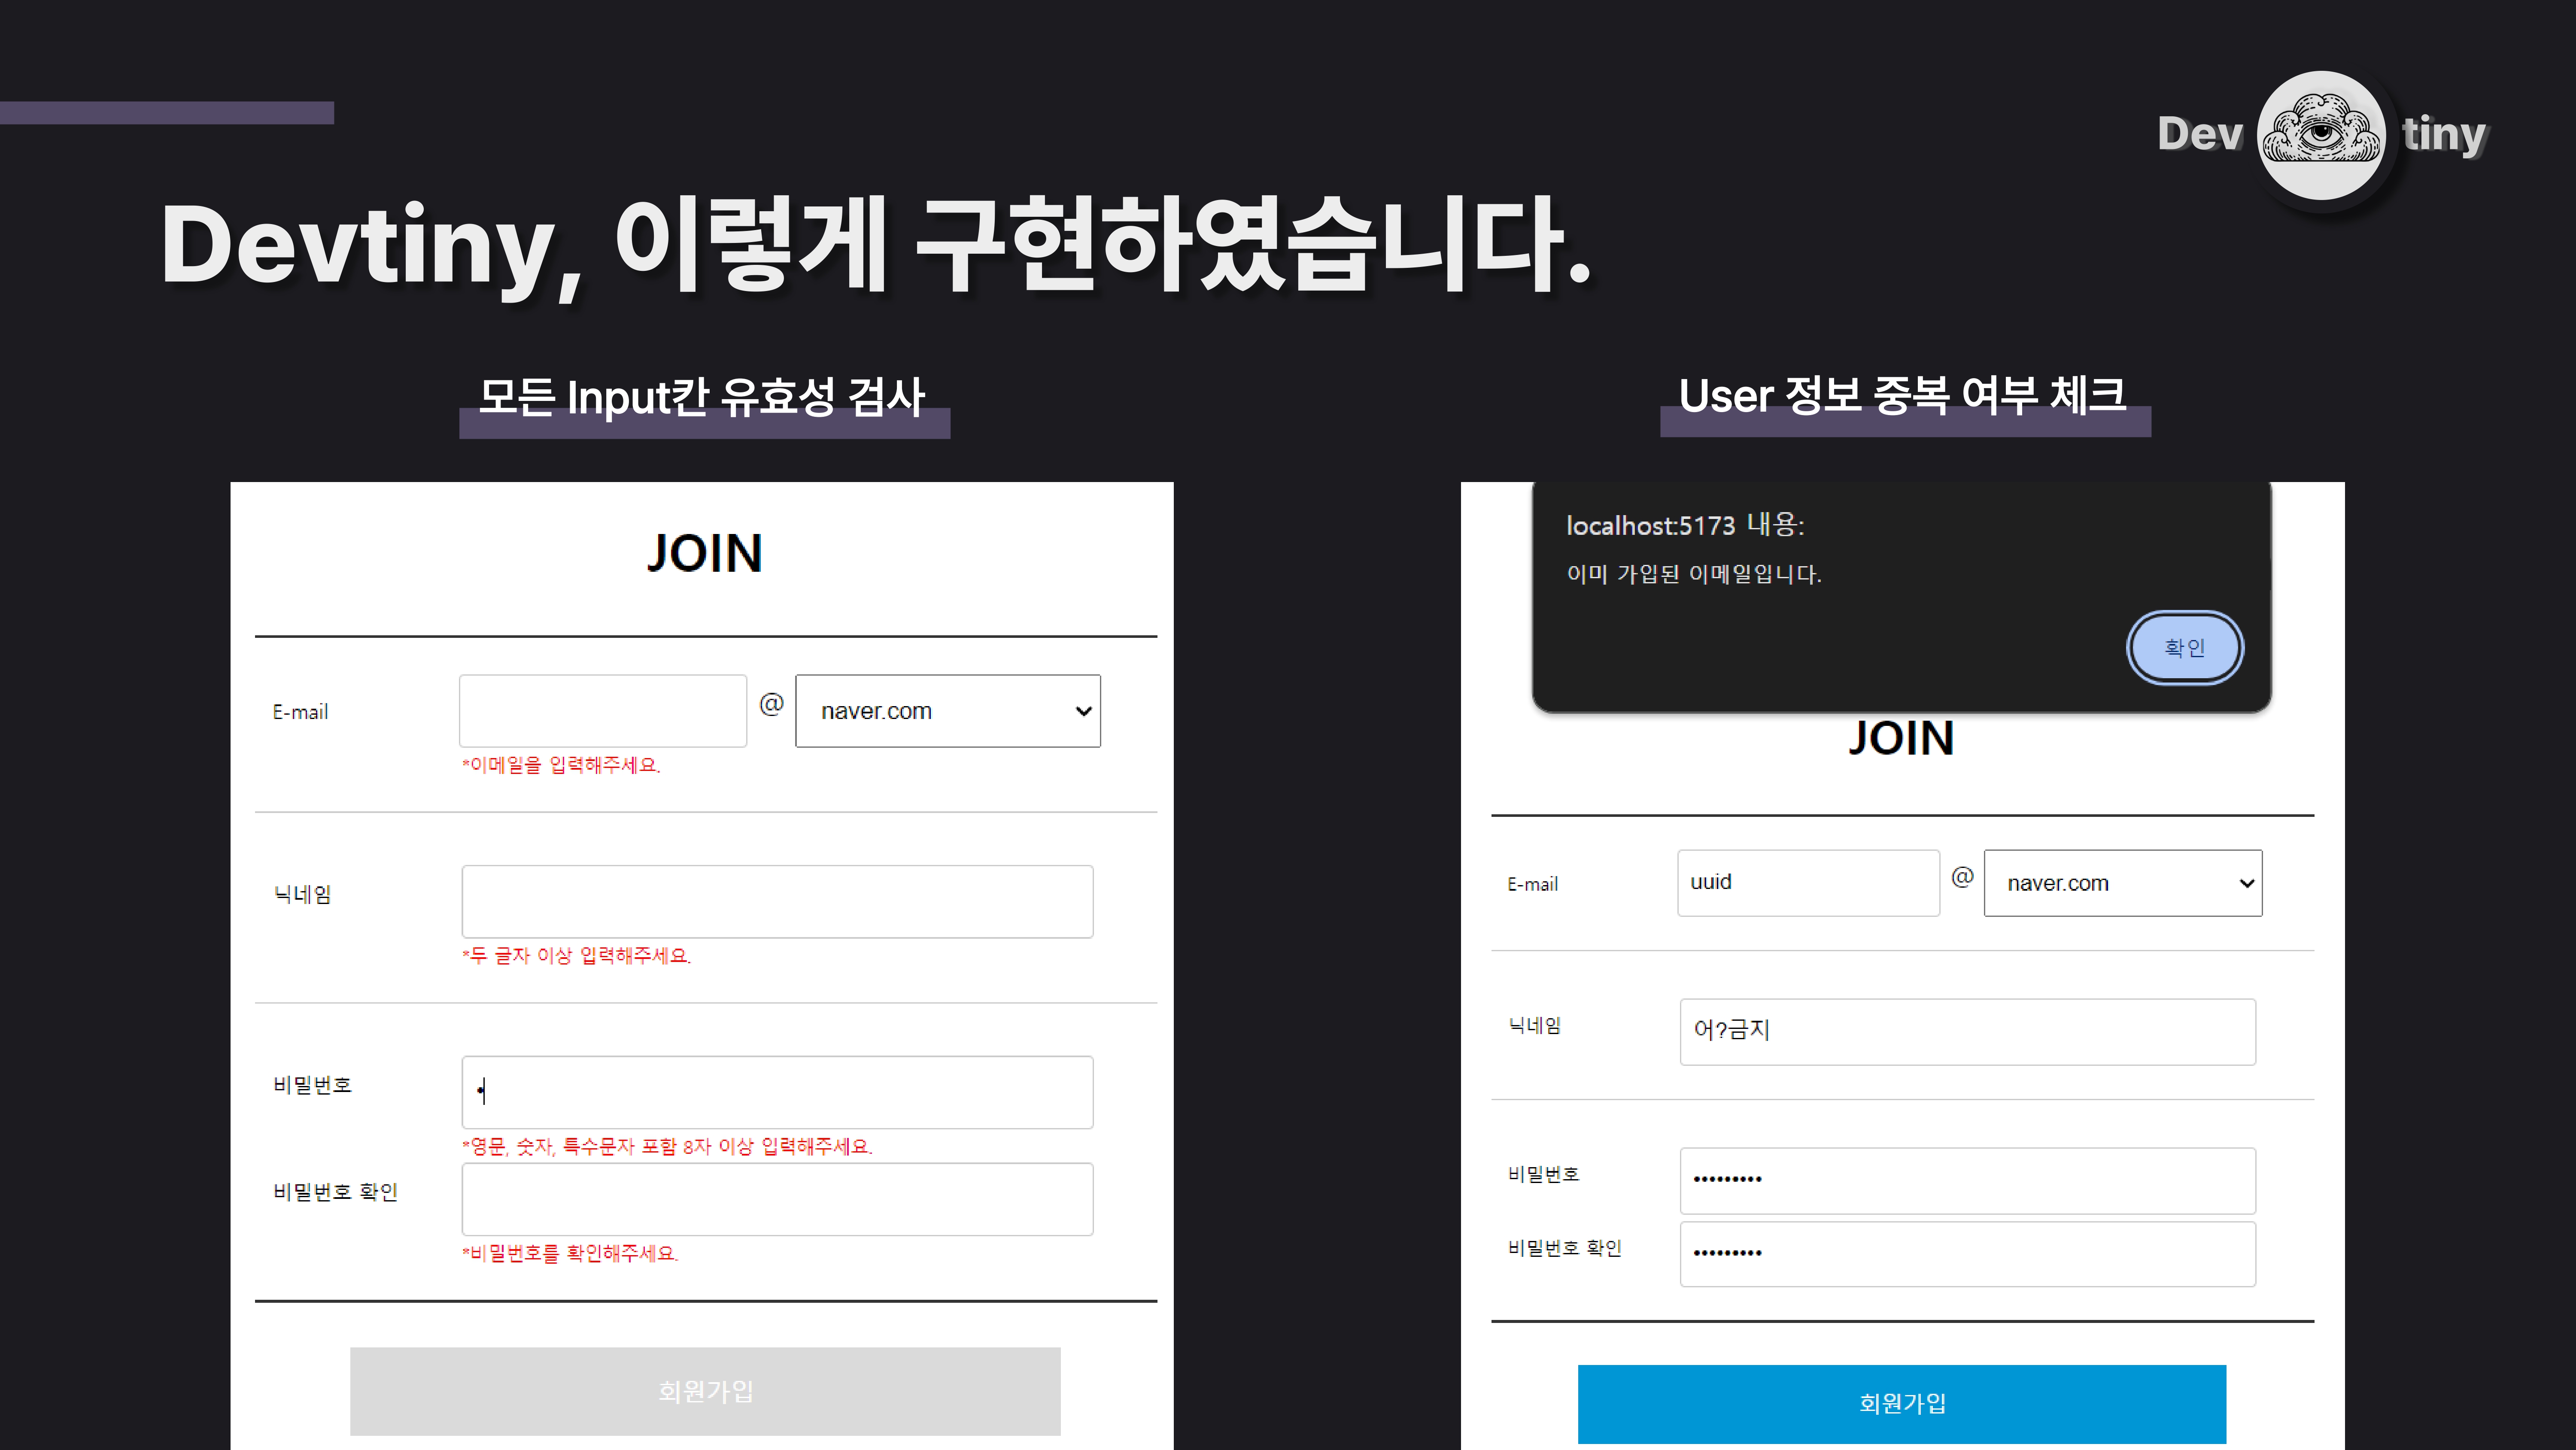 Dev tiny
Devtiny, 이렇게 구현하였습니다.
모든 Input칸 유효성 검사
JOIN
E-mail
@ naver.com
*이메일을 입력해주세요.
닉네임
*두 글자 이상 입력해주세요.
비밀번호
•
*영문, 숫자, 특수문자 포함 8자 이상 입력해주세요.
비밀번호 확인
*비밀번호를 확인해주세요.
회원가입
User 정보 중복 여부 체크
localhost:5173 내용:
이미 가입된 이메일입니다.
확인
JOIN
E-mail uuid @ naver.com
닉네임 어?금지
비밀번호 •••••••••
비밀번호 확인 •••••••••
회원가입